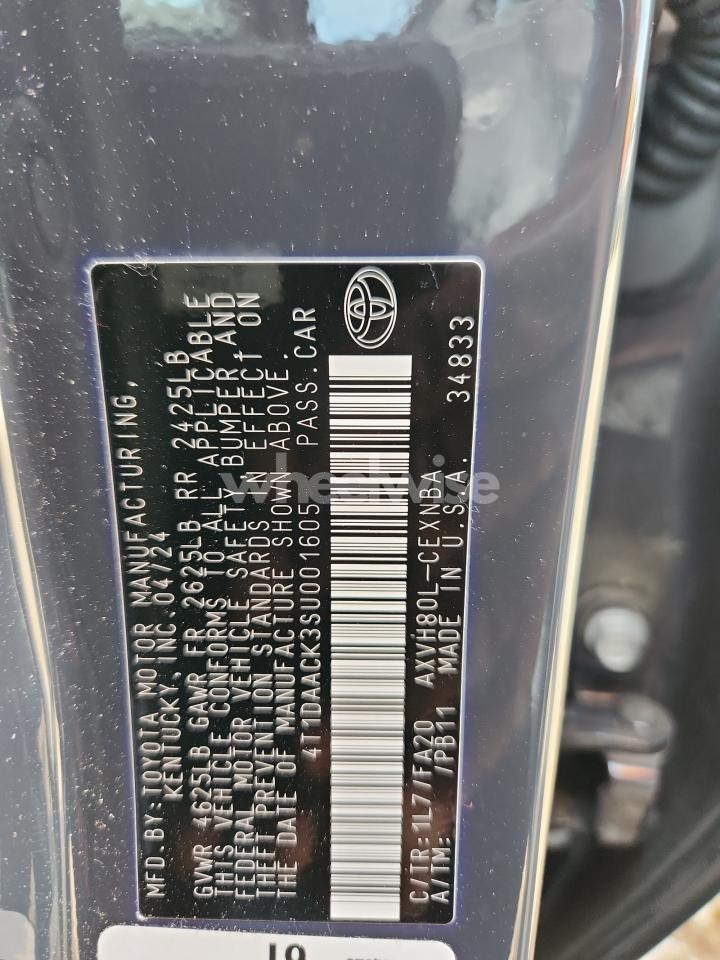 MFD. BY: TOYOTA MOTOR MANUFACTURING,
KENTUCKY, INC. 04/24
GVWR 4625LB GAWR FR 2625LB RR 2425LB
THIS VEHICLE CONFORMS TO ALL APPLICABLE
FEDERAL MOTOR VEHICLE SAFETY, BUMPER AND
THEFT PREVENTION STANDARDS IN EFFECT ON
THE DATE OF MANUFACTURE SHOWN ABOVE.
4T1DAACK3SU001605 PASS.CAR
C/TR:1L7/FA20 AXVH80L-CEXNBA
A/TM: /PB11 MADE IN U.S.A. 34833
wheelwise
61